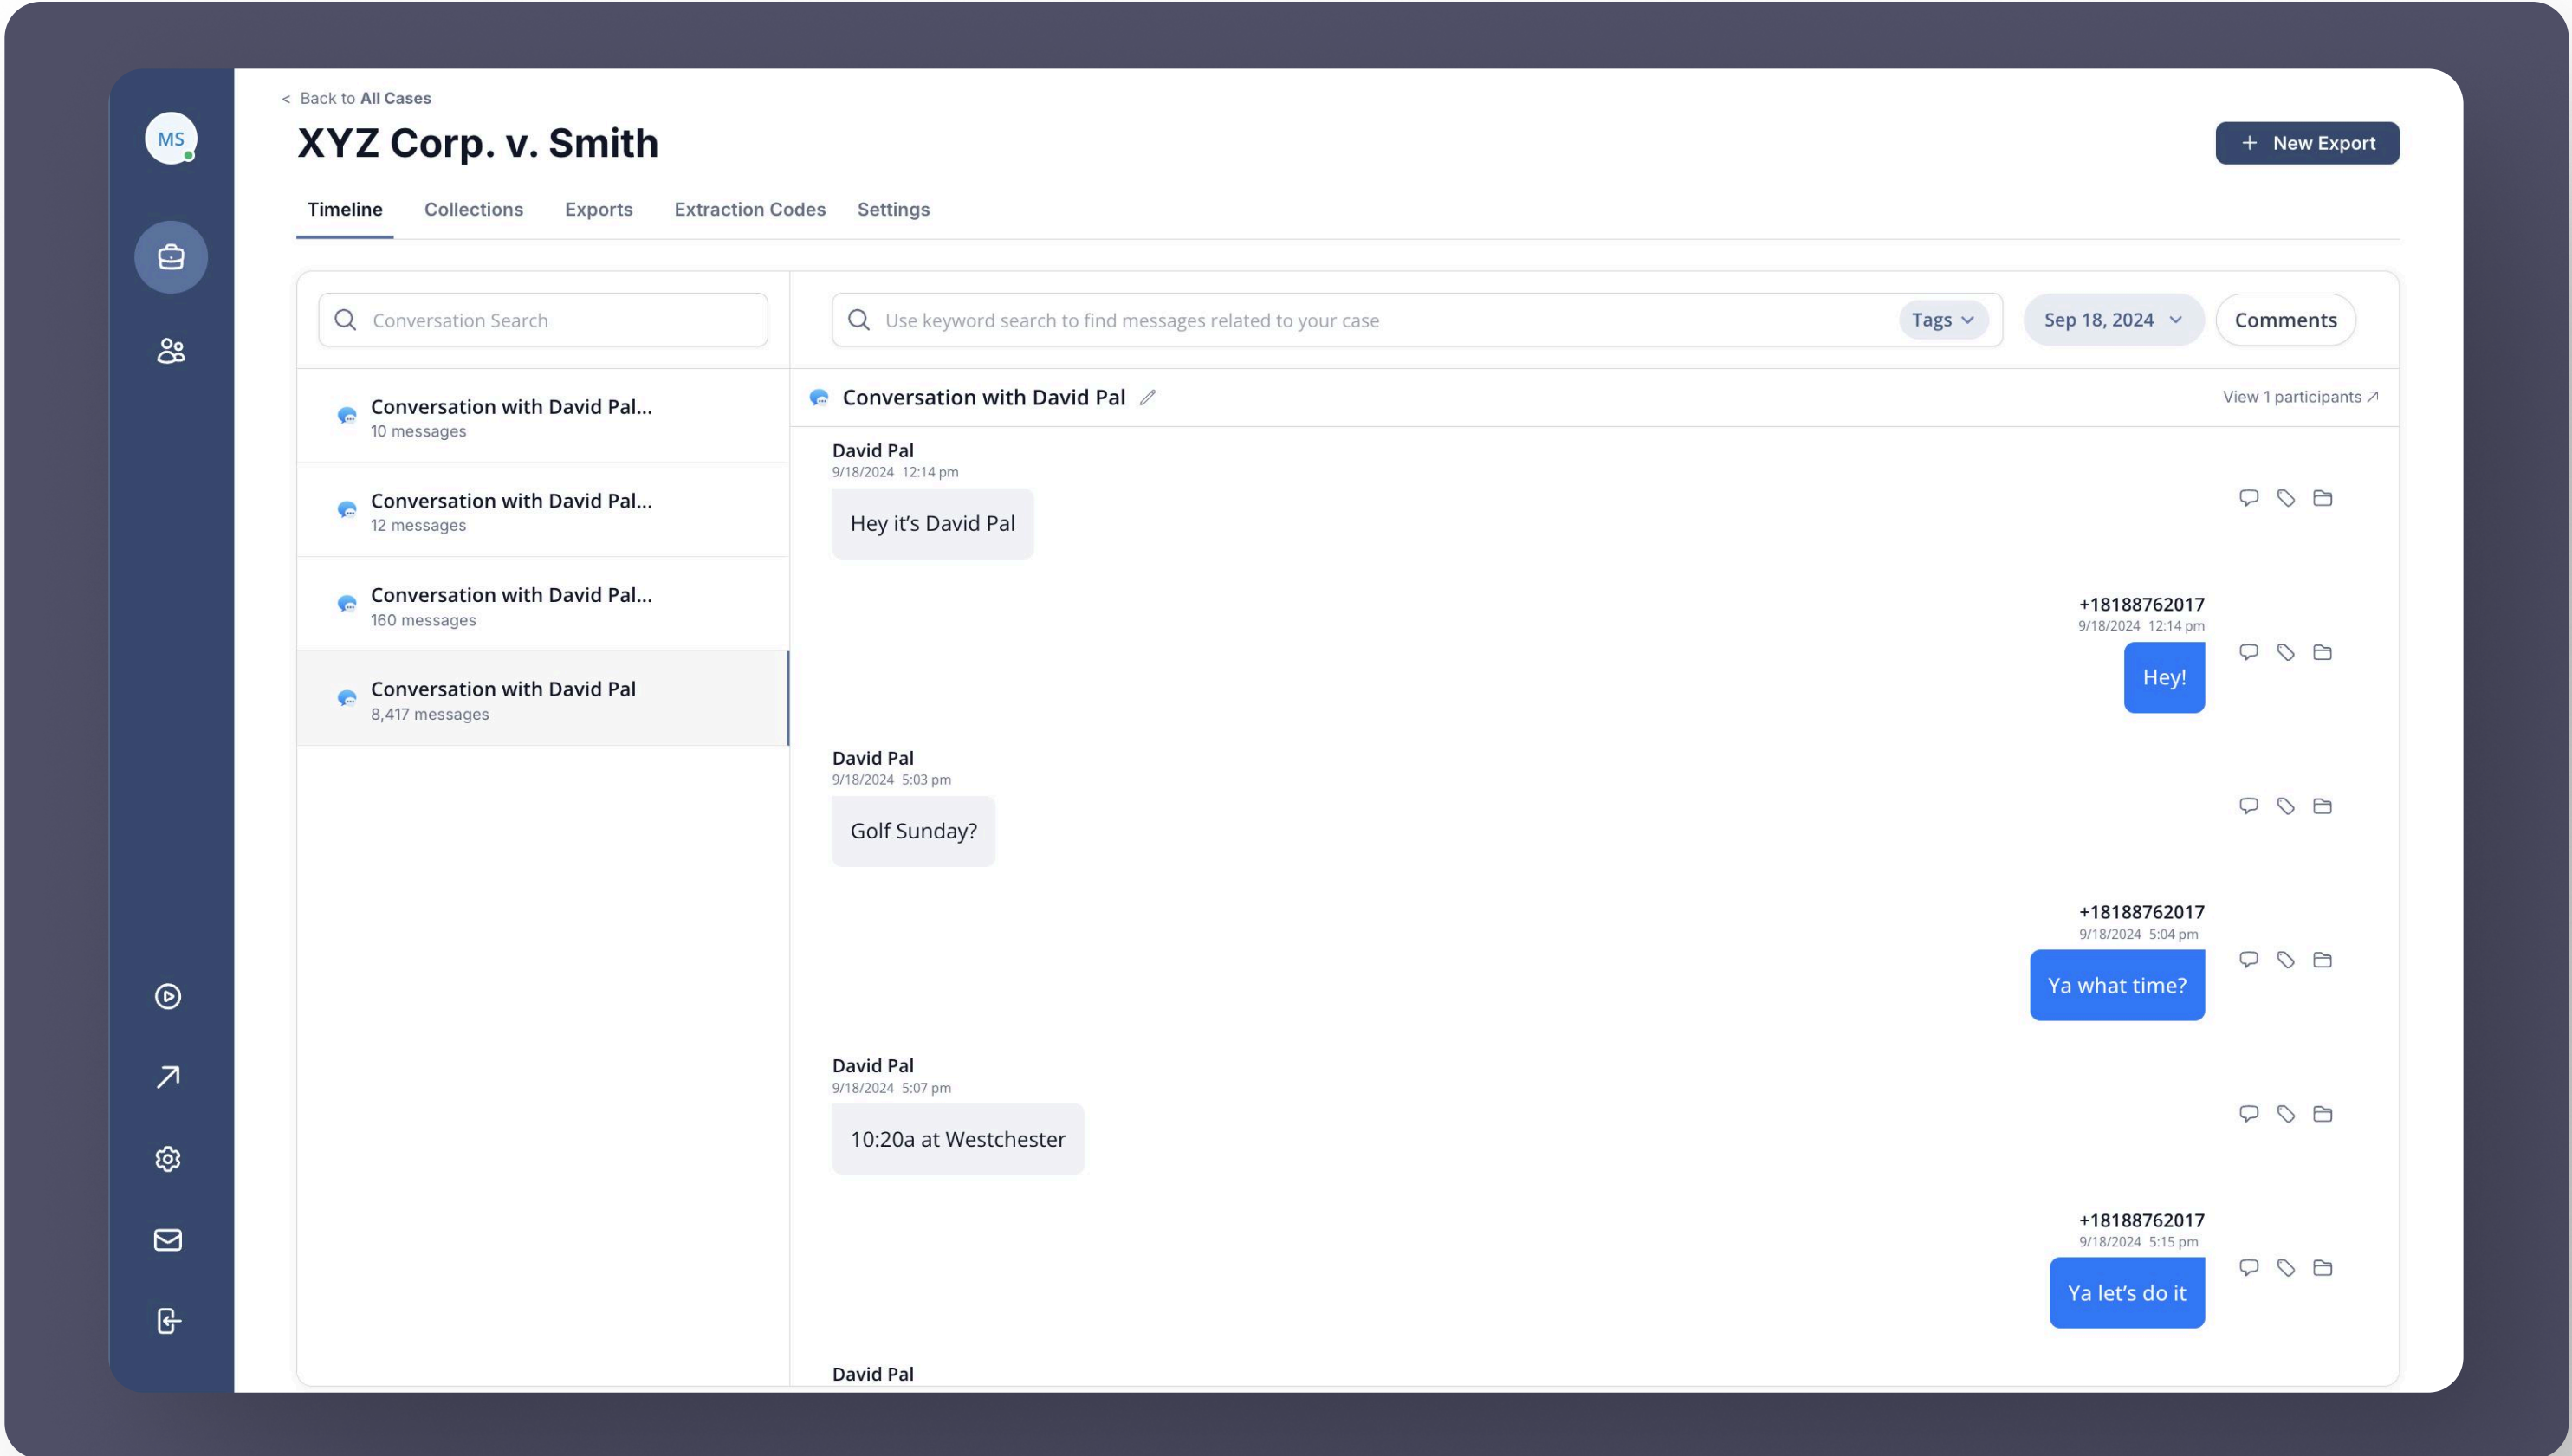 MS
< Back to All Cases
XYZ Corp. v. Smith
+ New Export
Timeline Collections Exports Extraction Codes Settings
Conversation Search
Use keyword search to find messages related to your case
Tags
Sep 18, 2024
Comments
Conversation with David Pal...
10 messages
Conversation with David Pal...
12 messages
Conversation with David Pal...
160 messages
Conversation with David Pal
8,417 messages
Conversation with David Pal
View 1 participants
David Pal
9/18/2024 12:14 pm
Hey it’s David Pal
+18188762017
9/18/2024 12:14 pm
Hey!
David Pal
9/18/2024 5:03 pm
Golf Sunday?
+18188762017
9/18/2024 5:04 pm
Ya what time?
David Pal
9/18/2024 5:07 pm
10:20a at Westchester
+18188762017
9/18/2024 5:15 pm
Ya let’s do it
David Pal